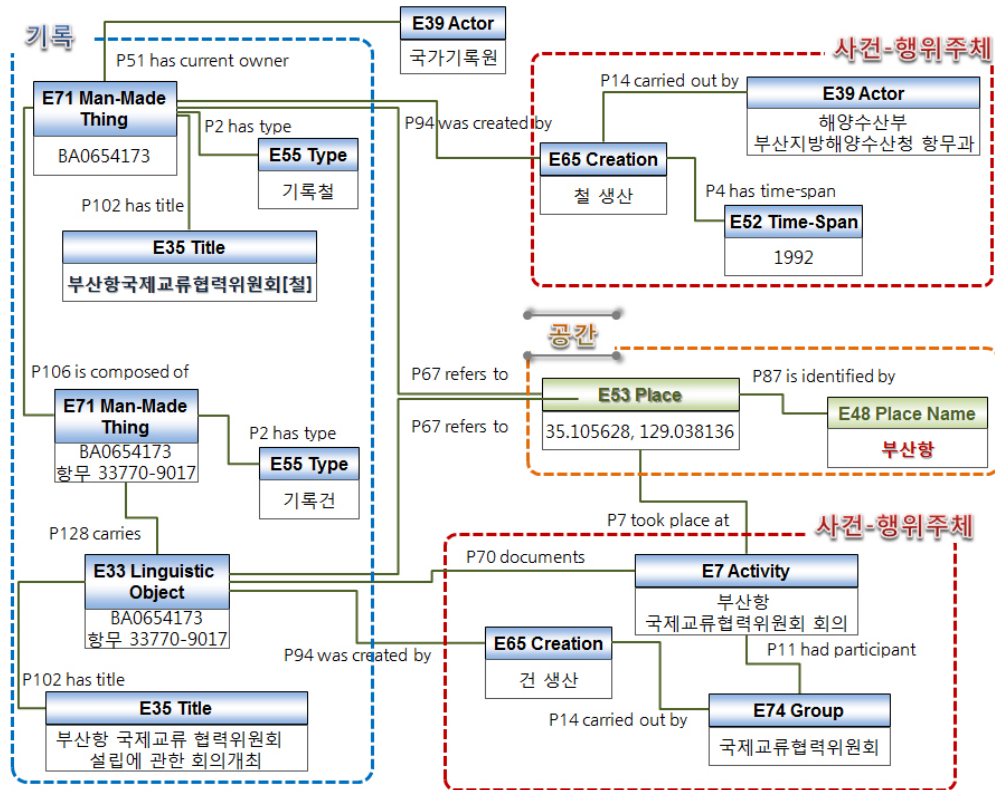 기록
E39 Actor
국가기록원
P51 has current owner
사건-행위주체
E71 Man-Made
Thing
BA0654173
P2 has type
E55 Type
기록철
P94 was created by
P14 carried out by
E39 Actor
해양수산부
부산지방해양수산청 항무과
E65 Creation
철 생산
P4 has time-span
E52 Time-Span
1992
P102 has title
E35 Title
부산항국제교류협력위원회[철]
공간
P106 is composed of
P67 refers to
E53 Place
35.105628, 129.038136
P87 is identified by
E48 Place Name
부산항
E71 Man-Made
Thing
BA0654173
항무 33770-9017
P2 has type
E55 Type
기록건
P67 refers to
P7 took place at
사건-행위주체
P128 carries
E33 Linguistic
Object
BA0654173
항무 33770-9017
P70 documents
E7 Activity
부산항
국제교류협력위원회 회의
P94 was created by
E65 Creation
건 생산
P11 had participant
P14 carried out by
E74 Group
국제교류협력위원회
P102 has title
E35 Title
부산항 국제교류 협력위원회
설립에 관한 회의개최